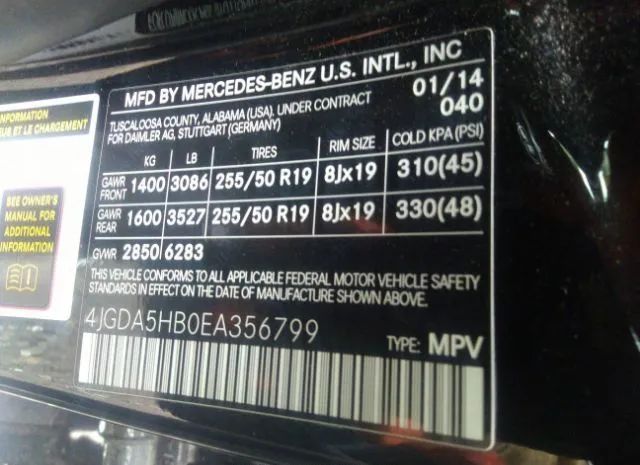 INFORMATION
EUR ET LE CHARGEMENT
SEE OWNER'S
MANUAL FOR
ADDITIONAL
INFORMATION
MFD BY MERCEDES-BENZ U.S. INTL., INC
TUSCALOOSA COUNTY, ALABAMA (USA), UNDER CONTRACT 01/14
FOR DAIMLER AG, STUTTGART (GERMANY) 040
KG LB TIRES RIM SIZE COLD KPA (PSI)
GAWR FRONT 1400 3086 255/50 R19 8Jx19 310(45)
GAWR REAR 1600 3527 255/50 R19 8Jx19 330(48)
GVWR 2850 6283
THIS VEHICLE CONFORMS TO ALL APPLICABLE FEDERAL MOTOR VEHICLE SAFETY
STANDARDS IN EFFECT ON THE DATE OF MANUFACTURE SHOWN ABOVE.
4JGDA5HB0EA356799
TYPE: MPV